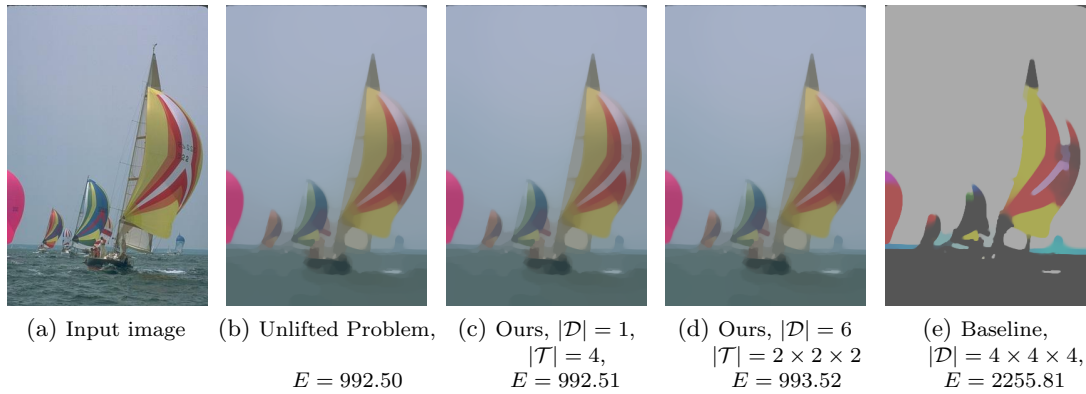 (a) Input image
(b) Unlifted Problem,
E = 992.50
(c) Ours, |𝒟| = 1,
|𝒯| = 4,
E = 992.51
(d) Ours, |𝒟| = 6
|𝒯| = 2 × 2 × 2
E = 993.52
(e) Baseline,
|𝒟| = 4 × 4 × 4,
E = 2255.81